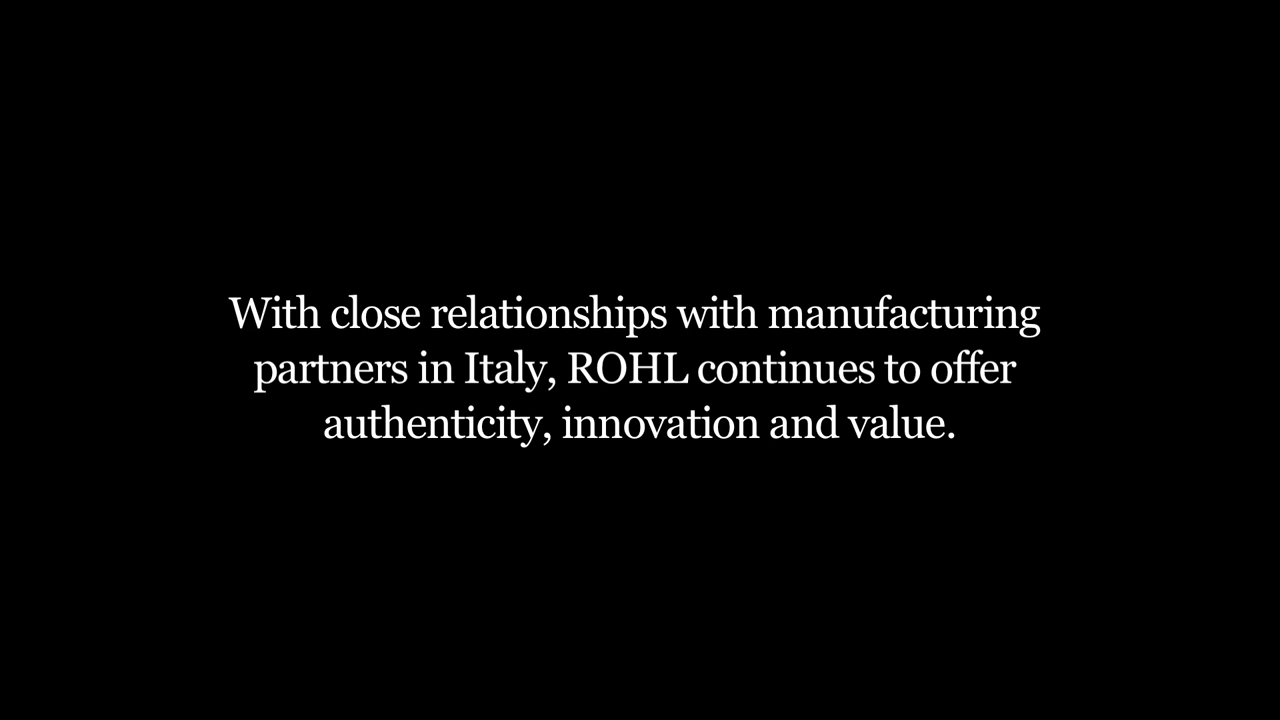 With close relationships with manufacturing
partners in Italy, ROHL continues to offer
authenticity, innovation and value.